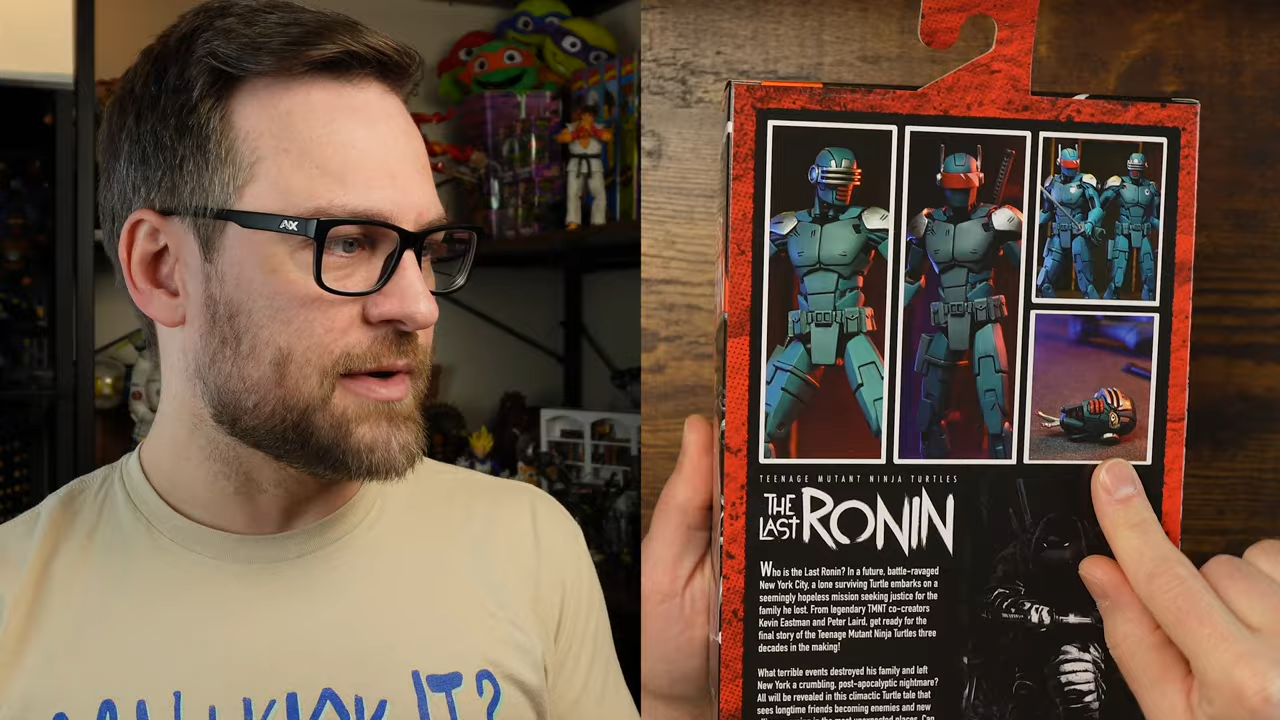 AX
CAN I KICK IT?
TEENAGE MUTANT NINJA TURTLES
THE
LAST
RONIN
Who is the Last Ronin? In a future, battle-ravaged
New York City, a lone surviving Turtle embarks on a
seemingly hopeless mission seeking justice for the
family he lost. From legendary TMNT co-creators
Kevin Eastman and Peter Laird, get ready for the
final story of the Teenage Mutant Ninja Turtles three
decades in the making!
What terrible events destroyed his family and left
New York a crumbling, post-apocalyptic nightmare?
All will be revealed in this climactic Turtle tale that
sees longtime friends becoming enemies and new